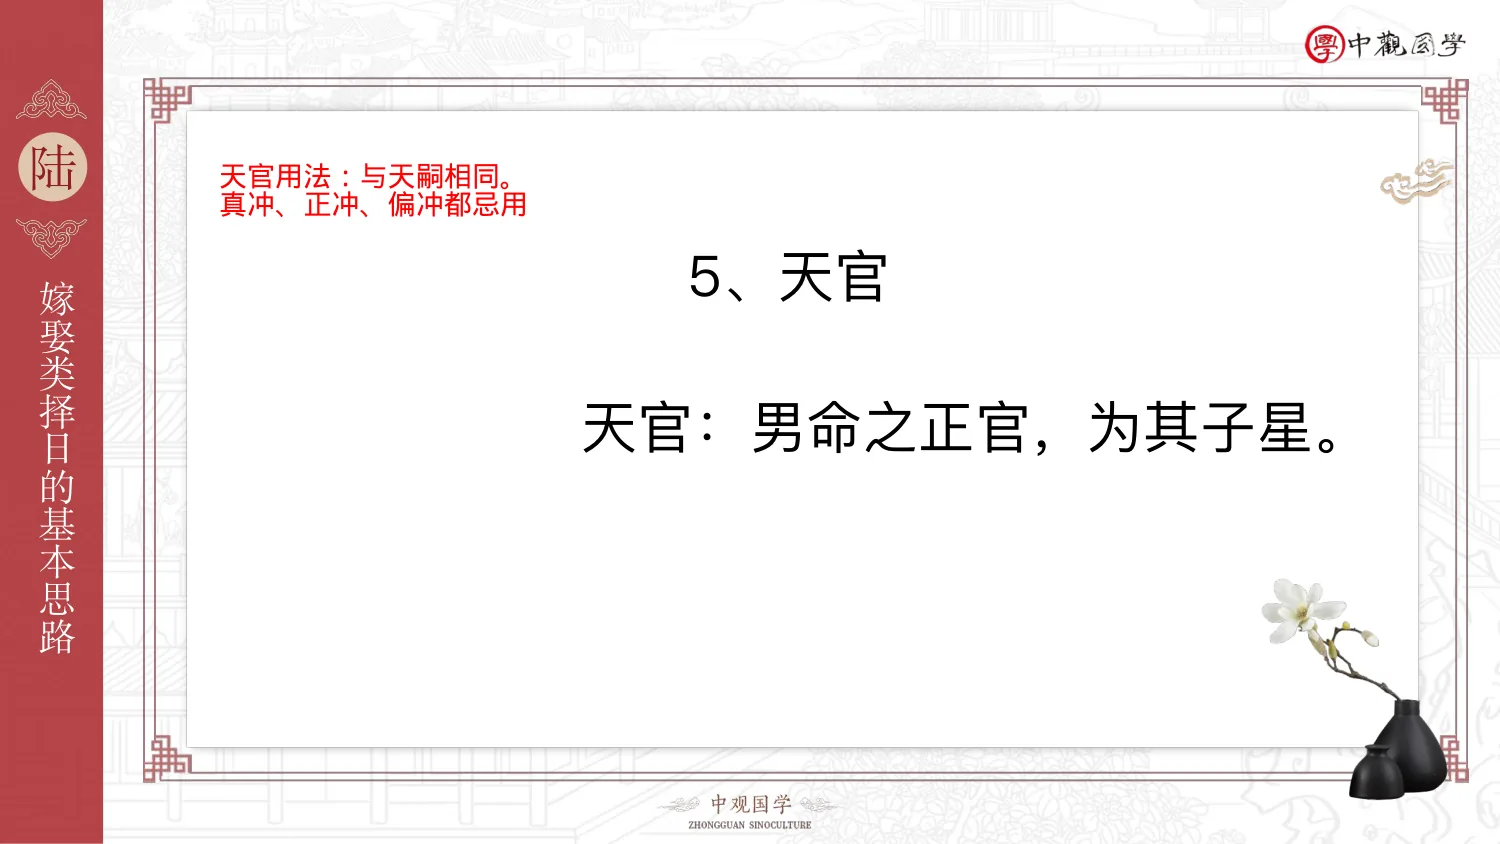 學中觀国學
陆
嫁娶类择日的基本思路
天官用法：与天嗣相同。
真冲、正冲、偏冲都忌用
5、天官
天官：男命之正官，为其子星。
中观国学
ZHONGGUAN SINOCULTURE